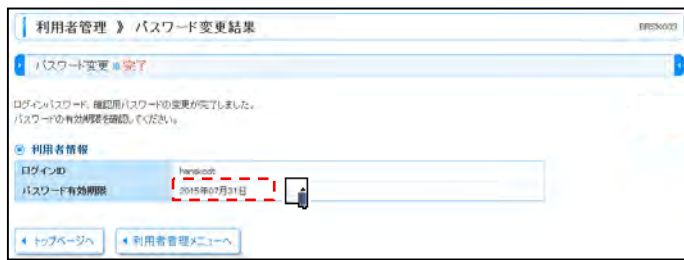 利用者管理 》 パスワード変更結果
パスワード変更 完了
ログインパスワード、確認用パスワードの変更が完了しました。
パスワードの有効期限を確認してください。
利用者情報
ログインID
パスワード有効期限 2015年07月31日
トップページへ 利用者管理メニューへ